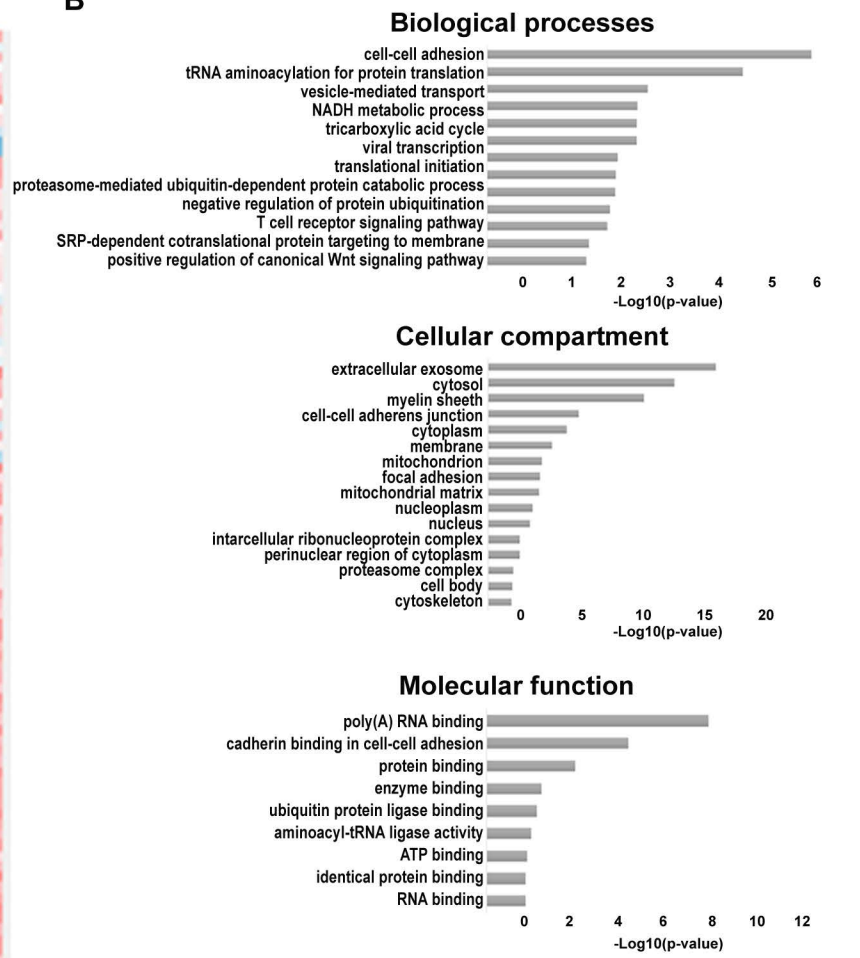 B
Biological processes
cell-cell adhesion
tRNA aminoacylation for protein translation
vesicle-mediated transport
NADH metabolic process
tricarboxylic acid cycle
viral transcription
translational initiation
proteasome-mediated ubiquitin-dependent protein catabolic process
negative regulation of protein ubiquitination
T cell receptor signaling pathway
SRP-dependent cotranslational protein targeting to membrane
positive regulation of canonical Wnt signaling pathway
0 1 2 3 4 5 6
-Log10(p-value)
Cellular compartment
extracellular exosome
cytosol
myelin sheeth
cell-cell adherens junction
cytoplasm
membrane
mitochondrion
focal adhesion
mitochondrial matrix
nucleoplasm
nucleus
intarcellular ribonucleoprotein complex
perinuclear region of cytoplasm
proteasome complex
cell body
cytoskeleton
0 5 10 15 20
-Log10(p-value)
Molecular function
poly(A) RNA binding
cadherin binding in cell-cell adhesion
protein binding
enzyme binding
ubiquitin protein ligase binding
aminoacyl-tRNA ligase activity
ATP binding
identical protein binding
RNA binding
0 2 4 6 8 10 12
-Log10(p-value)